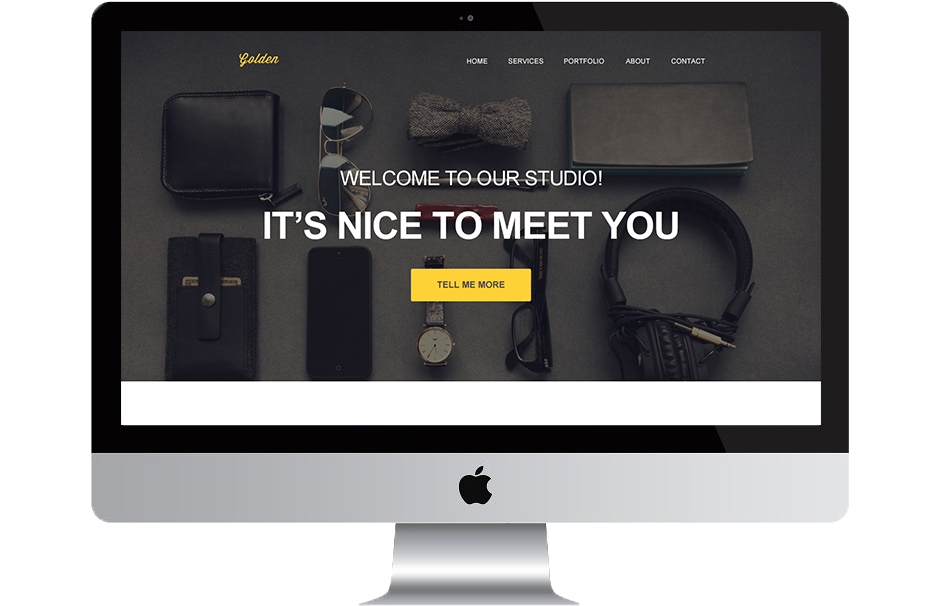 Golden
HOME SERVICES PORTFOLIO ABOUT CONTACT
WELCOME TO OUR STUDIO!
IT’S NICE TO MEET YOU
TELL ME MORE